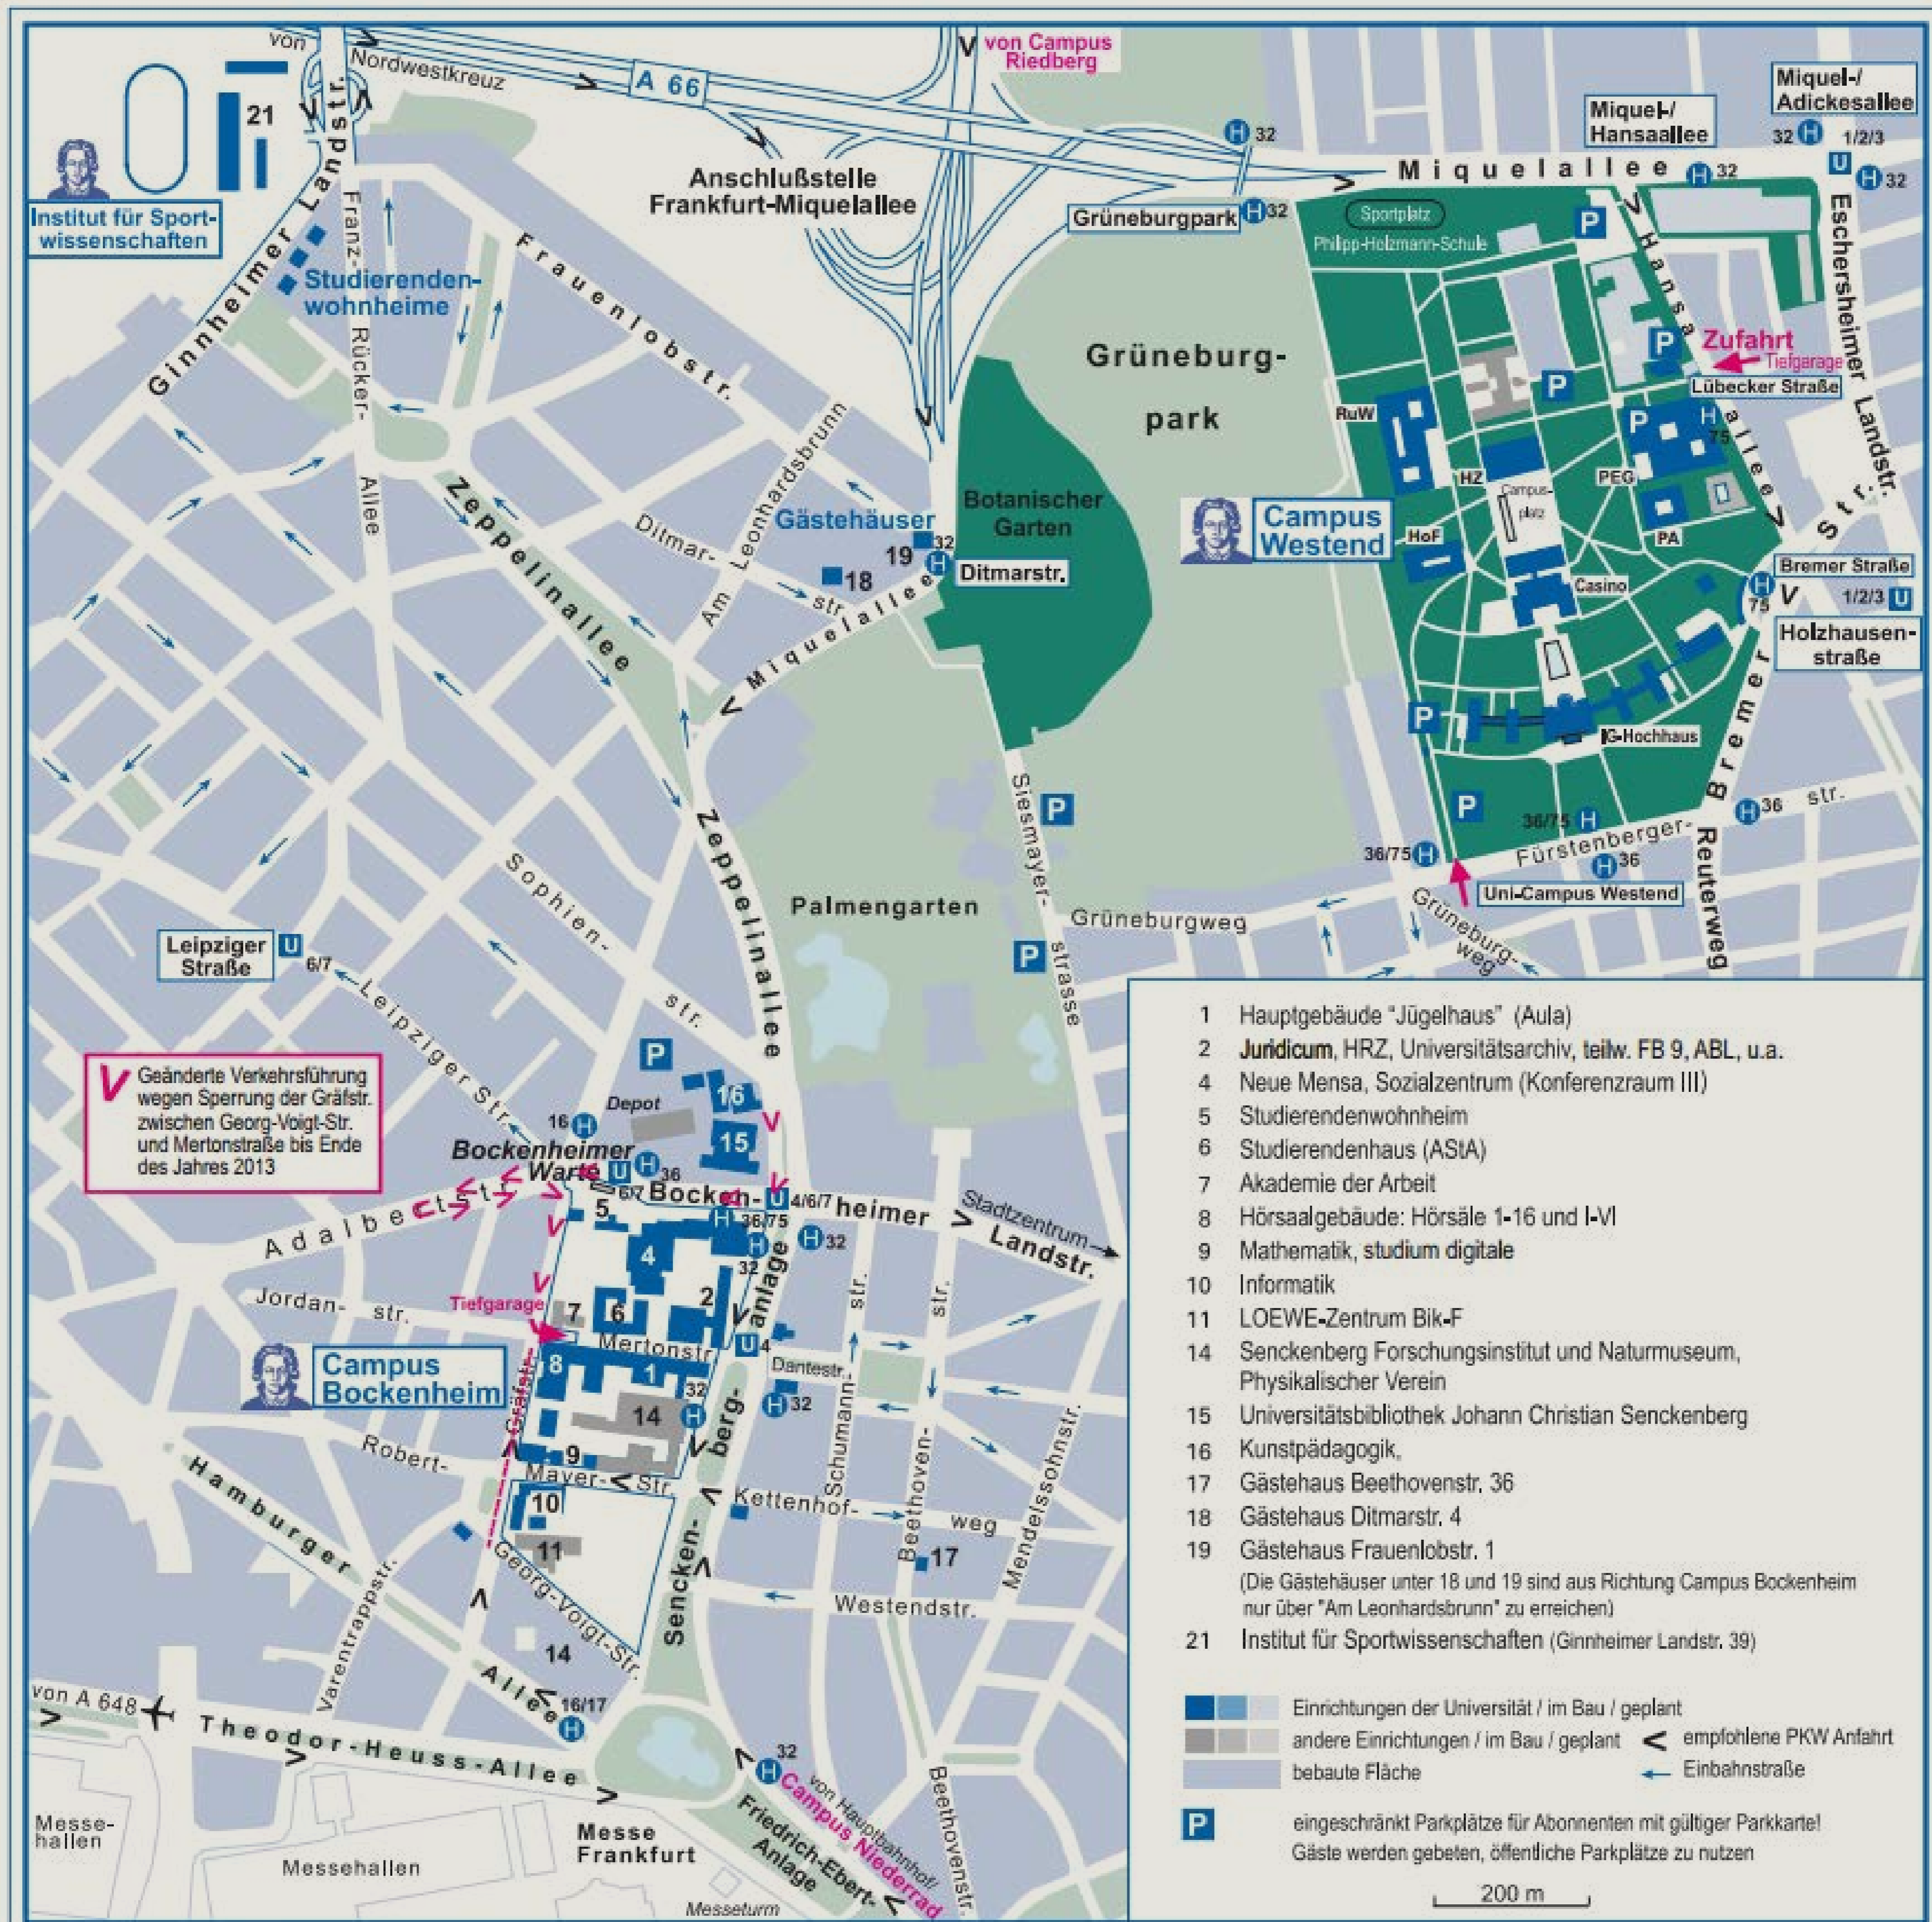 von
Nordwestkreuz
A 66
von Campus
Riedberg
Miquel-/
Adickesallee
Miquel-/
Hansaallee
32 H 1/2/3
U
H 32
21
H 32
Miquelallee
H 32
Anschlußstelle
Frankfurt-Miquelallee
Grüneburgpark H 32
Institut für Sport-
wissenschaften
Ginnheimer Landstr.
Franz-
Rücker-
Allee
Studierenden-
wohnheime
Frauenlobstr.
Sportplatz
Philipp-Holzmann-Schule
P
Hansaallee
Eschersheimer Landstr.
Grüneburg-
park
P
Zufahrt
Tiefgarage
Lübecker Straße
P
RuW
P
H
75
Am Leonhardsbrunn
Zeppelinallee
Botanischer
Garten
Gästehäuser
Ditmar-
str.
19
32
H
Ditmarstr.
18
Miquelallee
Campus
Westend
HZ
Campus-
platz
PEG
PA
HoF
Casino
Str.
Bremer Straße
H
75
1/2/3 U
Holzhausen-
straße
P
IG-Hochhaus
Bremer
P
36/75 H
H 36
str.
36/75 H
Fürstenberger-
H 36
Uni-Campus Westend
Reuterweg
Siesmayer-
strasse
P
P
Grüneburgweg
Grüneburg-
weg
Zeppelinallee
Palmengarten
Sophien-
str.
Leipziger
Straße
U
6/7
Leipziger Str.
Geänderte Verkehrsführung
wegen Sperrung der Gräfstr.
zwischen Georg-Voigt-Str.
und Mertonstraße bis Ende
des Jahres 2013
P
Depot
16
15
16 H
Bockenheimer
Warte
U H
36
6/7
Bocken-
U 4/6/7
heimer
Landstr.
Stadtzentrum
Adalbertstr.
5
H 36/75
H
32
H 32
4
anlage
Jordan-
str.
Tiefgarage
7
6
2
Mertonstr.
U 4
Campus
Bockenheim
8
1
32
H
Dantestr.
H 32
14
Gräfstr.
berg-
Schumann-
str.
Beethoven-
str.
Mendelssohnstr.
Robert-
Mayer-
Str.
9
10
11
Kettenhof-
weg
17
Hamburger
Allee
Varentrappstr.
Georg-Voigt-Str.
Sencken-
Westendstr.
14
16/17
H
von A 648
Theodor-Heuss-Allee
32
H
von Hauptbahnhof/
Campus Niederrad
Friedrich-Ebert-
Anlage
Beethovenstr.
Messe-
hallen
Messehallen
Messe
Frankfurt
Messeturm
1 Hauptgebäude "Jügelhaus" (Aula)
2 Juridicum, HRZ, Universitätsarchiv, teilw. FB 9, ABL, u.a.
4 Neue Mensa, Sozialzentrum (Konferenzraum III)
5 Studierendenwohnheim
6 Studierendenhaus (AStA)
7 Akademie der Arbeit
8 Hörsaalgebäude: Hörsäle 1-16 und I-VI
9 Mathematik, studium digitale
10 Informatik
11 LOEWE-Zentrum Bik-F
14 Senckenberg Forschungsinstitut und Naturmuseum,
Physikalischer Verein
15 Universitätsbibliothek Johann Christian Senckenberg
16 Kunstpädagogik,
17 Gästehaus Beethovenstr. 36
18 Gästehaus Ditmarstr. 4
19 Gästehaus Frauenlobstr. 1
(Die Gästehäuser unter 18 und 19 sind aus Richtung Campus Bockenheim
nur über "Am Leonhardsbrunn" zu erreichen)
21 Institut für Sportwissenschaften (Ginnheimer Landstr. 39)
Einrichtungen der Universität / im Bau / geplant
andere Einrichtungen / im Bau / geplant
empfohlene PKW Anfahrt
bebaute Fläche
Einbahnstraße
P
eingeschränkt Parkplätze für Abonnenten mit gültiger Parkkarte!
Gäste werden gebeten, öffentliche Parkplätze zu nutzen
200 m